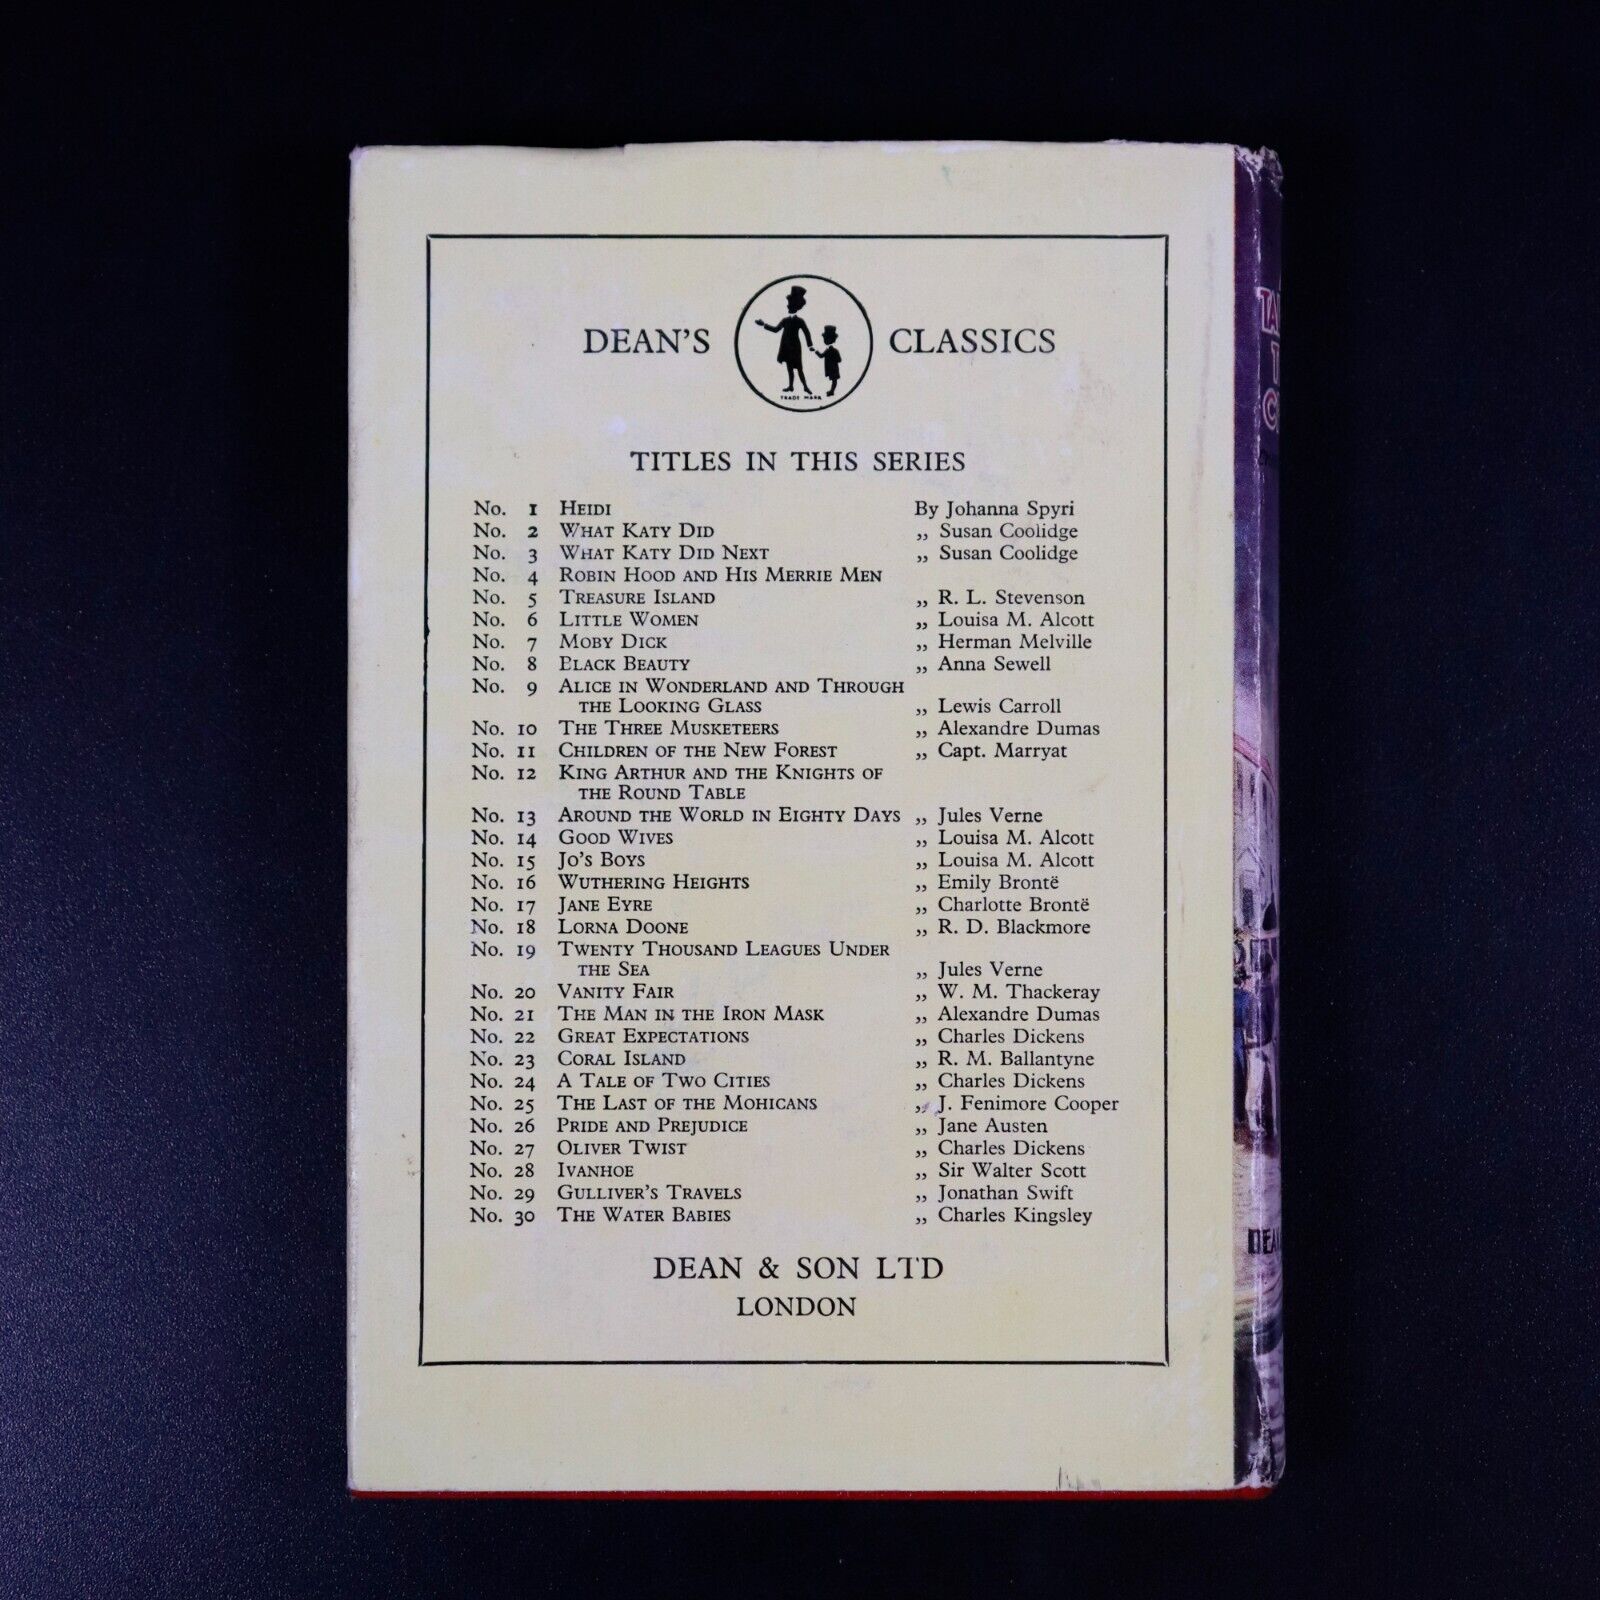 DEAN'S CLASSICS
TRADE MARK
TITLES IN THIS SERIES
No. 1 HEIDI By Johanna Spyri
No. 2 WHAT KATY DID ,, Susan Coolidge
No. 3 WHAT KATY DID NEXT ,, Susan Coolidge
No. 4 ROBIN HOOD AND HIS MERRIE MEN
No. 5 TREASURE ISLAND ,, R. L. Stevenson
No. 6 LITTLE WOMEN ,, Louisa M. Alcott
No. 7 MOBY DICK ,, Herman Melville
No. 8 BLACK BEAUTY ,, Anna Sewell
No. 9 ALICE IN WONDERLAND AND THROUGH
THE LOOKING GLASS ,, Lewis Carroll
No. 10 THE THREE MUSKETEERS ,, Alexandre Dumas
No. 11 CHILDREN OF THE NEW FOREST ,, Capt. Marryat
No. 12 KING ARTHUR AND THE KNIGHTS OF
THE ROUND TABLE
No. 13 AROUND THE WORLD IN EIGHTY DAYS ,, Jules Verne
No. 14 GOOD WIVES ,, Louisa M. Alcott
No. 15 JO'S BOYS ,, Louisa M. Alcott
No. 16 WUTHERING HEIGHTS ,, Emily Brontë
No. 17 JANE EYRE ,, Charlotte Brontë
No. 18 LORNA DOONE ,, R. D. Blackmore
No. 19 TWENTY THOUSAND LEAGUES UNDER
THE SEA ,, Jules Verne
No. 20 VANITY FAIR ,, W. M. Thackeray
No. 21 THE MAN IN THE IRON MASK ,, Alexandre Dumas
No. 22 GREAT EXPECTATIONS ,, Charles Dickens
No. 23 CORAL ISLAND ,, R. M. Ballantyne
No. 24 A TALE OF TWO CITIES ,, Charles Dickens
No. 25 THE LAST OF THE MOHICANS ,, J. Fenimore Cooper
No. 26 PRIDE AND PREJUDICE ,, Jane Austen
No. 27 OLIVER TWIST ,, Charles Dickens
No. 28 IVANHOE ,, Sir Walter Scott
No. 29 GULLIVER'S TRAVELS ,, Jonathan Swift
No. 30 THE WATER BABIES ,, Charles Kingsley
DEAN & SON LTD
LONDON